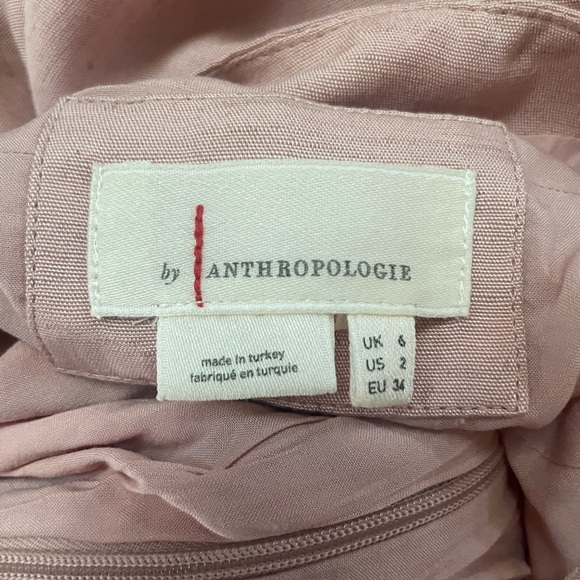 by ANTHROPOLOGIE
made in turkey
fabriqué en turquie
UK 6
US 2
EU 34